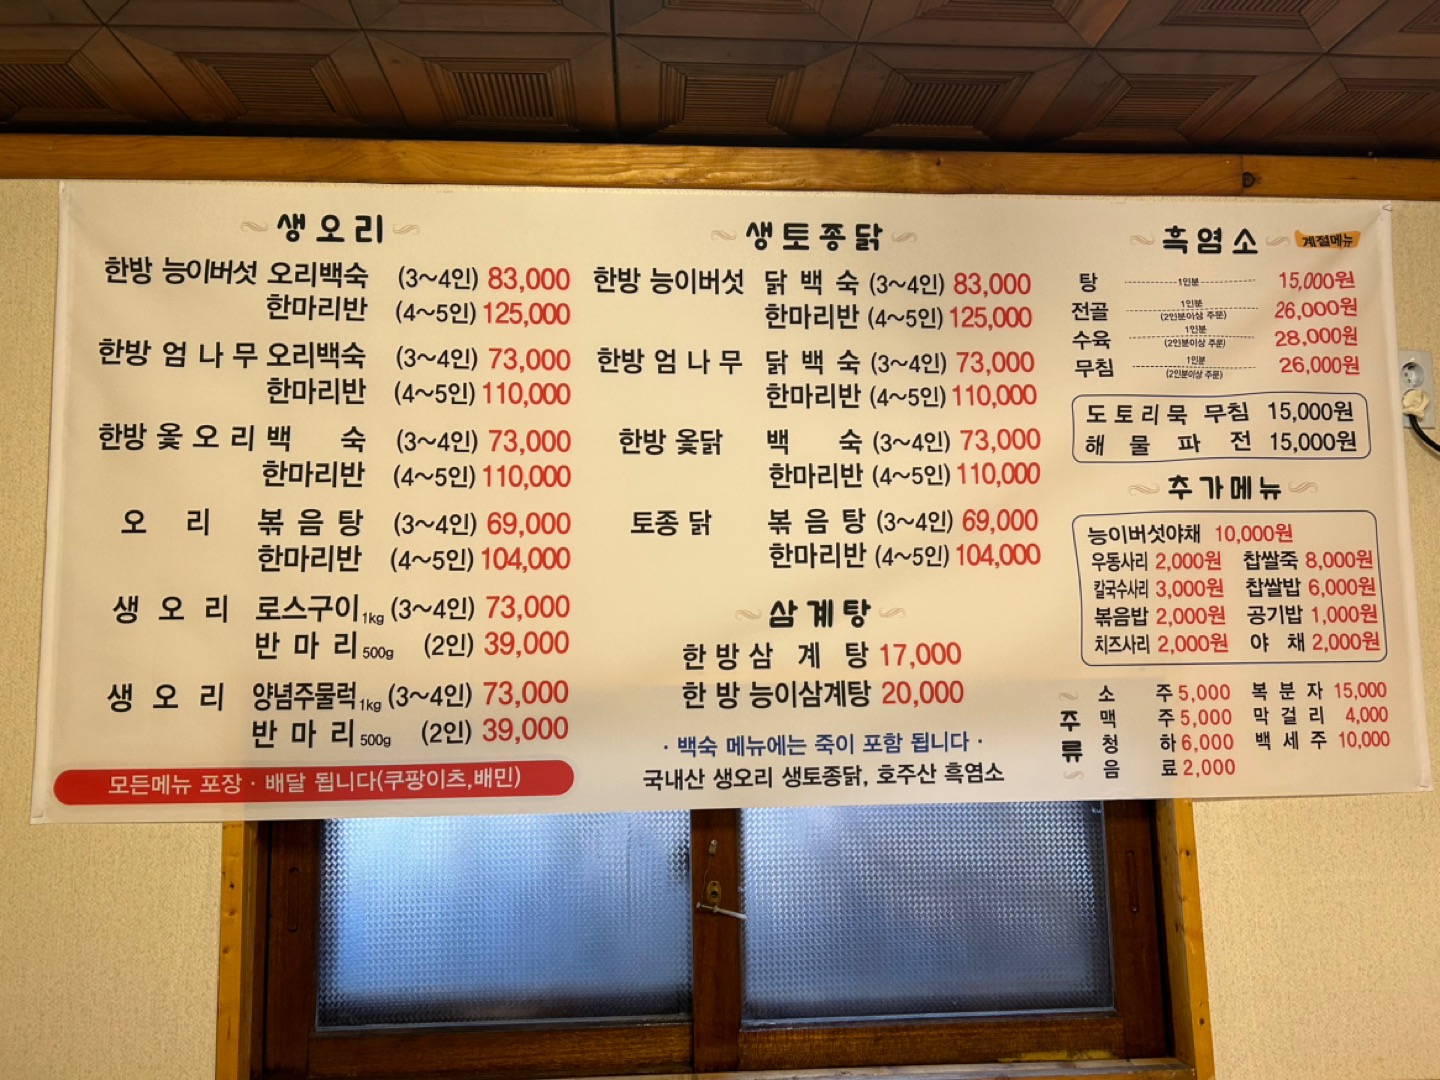 생오리
한방 능이버섯 오리백숙 (3~4인) 83,000
한마리반 (4~5인) 125,000
한방 엄나무 오리백숙 (3~4인) 73,000
한마리반 (4~5인) 110,000
한방 옻오리 백숙 (3~4인) 73,000
한마리반 (4~5인) 110,000
오리 볶음탕 (3~4인) 69,000
한마리반 (4~5인) 104,000
생오리 로스구이 1kg (3~4인) 73,000
반마리 500g (2인) 39,000
생오리 양념주물럭 1kg (3~4인) 73,000
반마리 500g (2인) 39,000
모든메뉴 포장 · 배달 됩니다(쿠팡이츠,배민)
생토종닭
한방 능이버섯 닭백숙 (3~4인) 83,000
한마리반 (4~5인) 125,000
한방 엄나무 닭백숙 (3~4인) 73,000
한마리반 (4~5인) 110,000
한방 옻닭 백숙 (3~4인) 73,000
한마리반 (4~5인) 110,000
토종닭 볶음탕 (3~4인) 69,000
한마리반 (4~5인) 104,000
삼계탕
한방삼계탕 17,000
한방 능이삼계탕 20,000
· 백숙 메뉴에는 죽이 포함 됩니다 ·
국내산 생오리 생토종닭, 호주산 흑염소
흑염소 계절메뉴
탕 1인분 15,000원
전골 1인분 (2인분이상 주문) 26,000원
수육 1인분 (2인분이상 주문) 28,000원
무침 1인분 (2인분이상 주문) 26,000원
도토리묵 무침 15,000원
해물파전 15,000원
추가메뉴
능이버섯야채 10,000원
우동사리 2,000원 찹쌀죽 8,000원
칼국수사리 3,000원 찹쌀밥 6,000원
볶음밥 2,000원 공기밥 1,000원
치즈사리 2,000원 야채 2,000원
주류
소주 5,000 복분자 15,000
맥주 5,000 막걸리 4,000
청하 6,000 백세주 10,000
음료 2,000